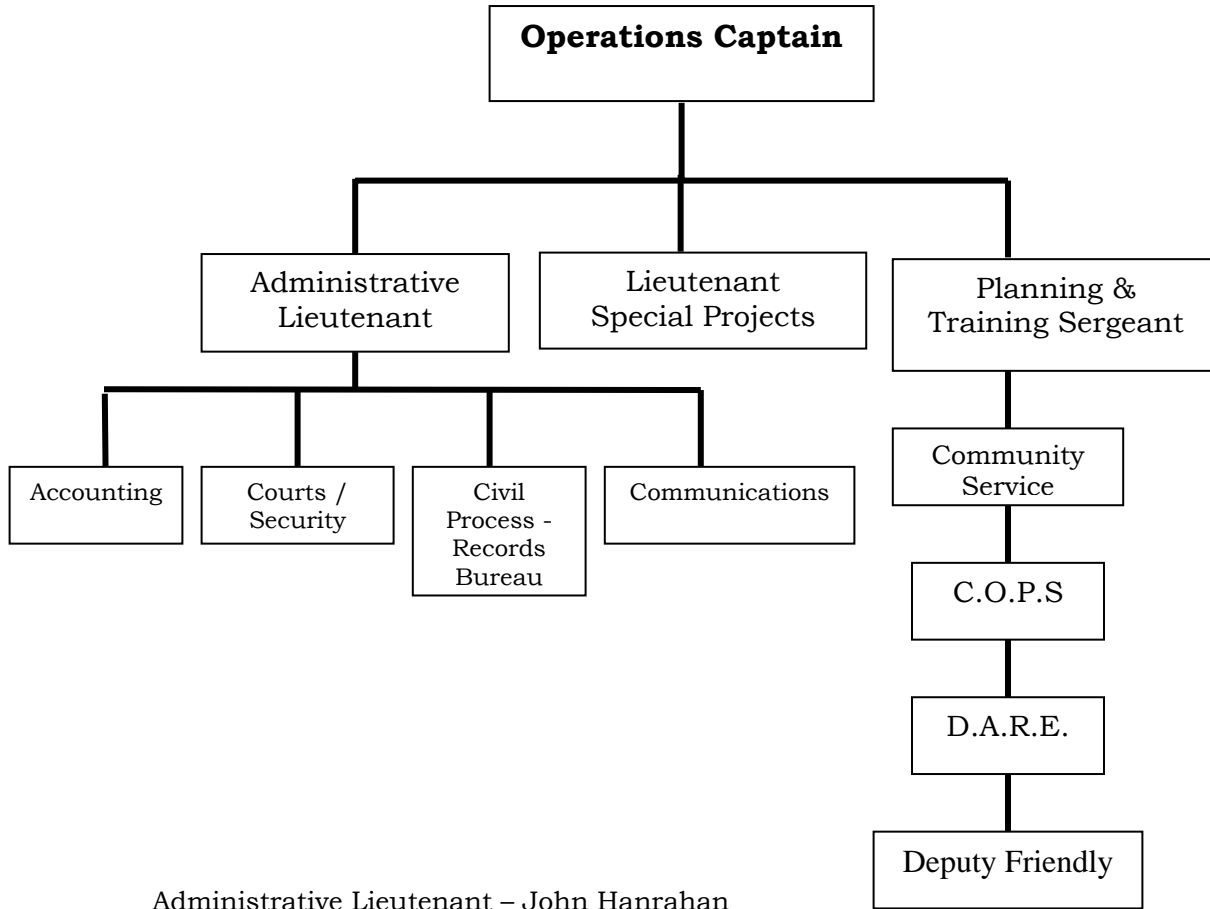 Operations Captain
Administrative
Lieutenant
Lieutenant
Special Projects
Planning &
Training Sergeant
Accounting
Courts /
Security
Civil
Process -
Records
Bureau
Communications
Community
Service
C.O.P.S
D.A.R.E.
Deputy Friendly
Administrative Lieutenant – John Hanrahan